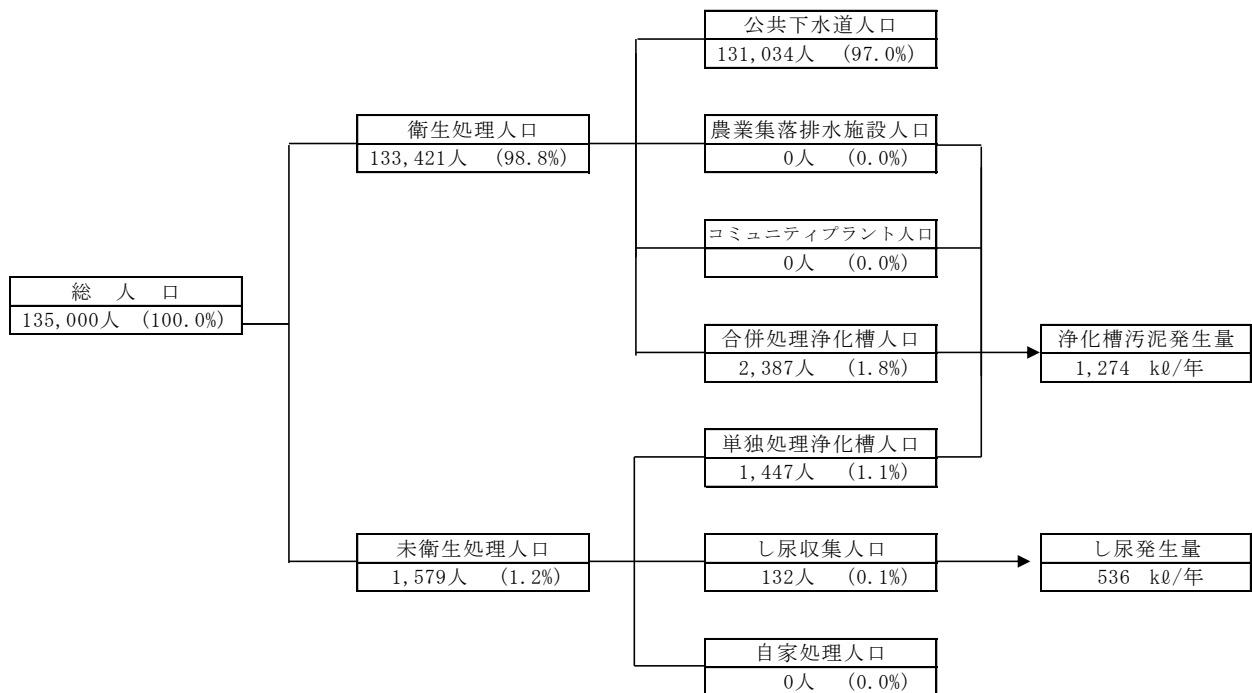 公共下水道人口
131,034人 (97.0%)
衛生処理人口
133,421人 (98.8%)
農業集落排水施設人口
0人 (0.0%)
コミュニティプラント人口
0人 (0.0%)
総 人 口
135,000人 (100.0%)
合併処理浄化槽人口
2,387人 (1.8%)
浄化槽汚泥発生量
1,274 kℓ/年
単独処理浄化槽人口
1,447人 (1.1%)
未衛生処理人口
1,579人 (1.2%)
し尿収集人口
132人 (0.1%)
し尿発生量
536 kℓ/年
自家処理人口
0人 (0.0%)